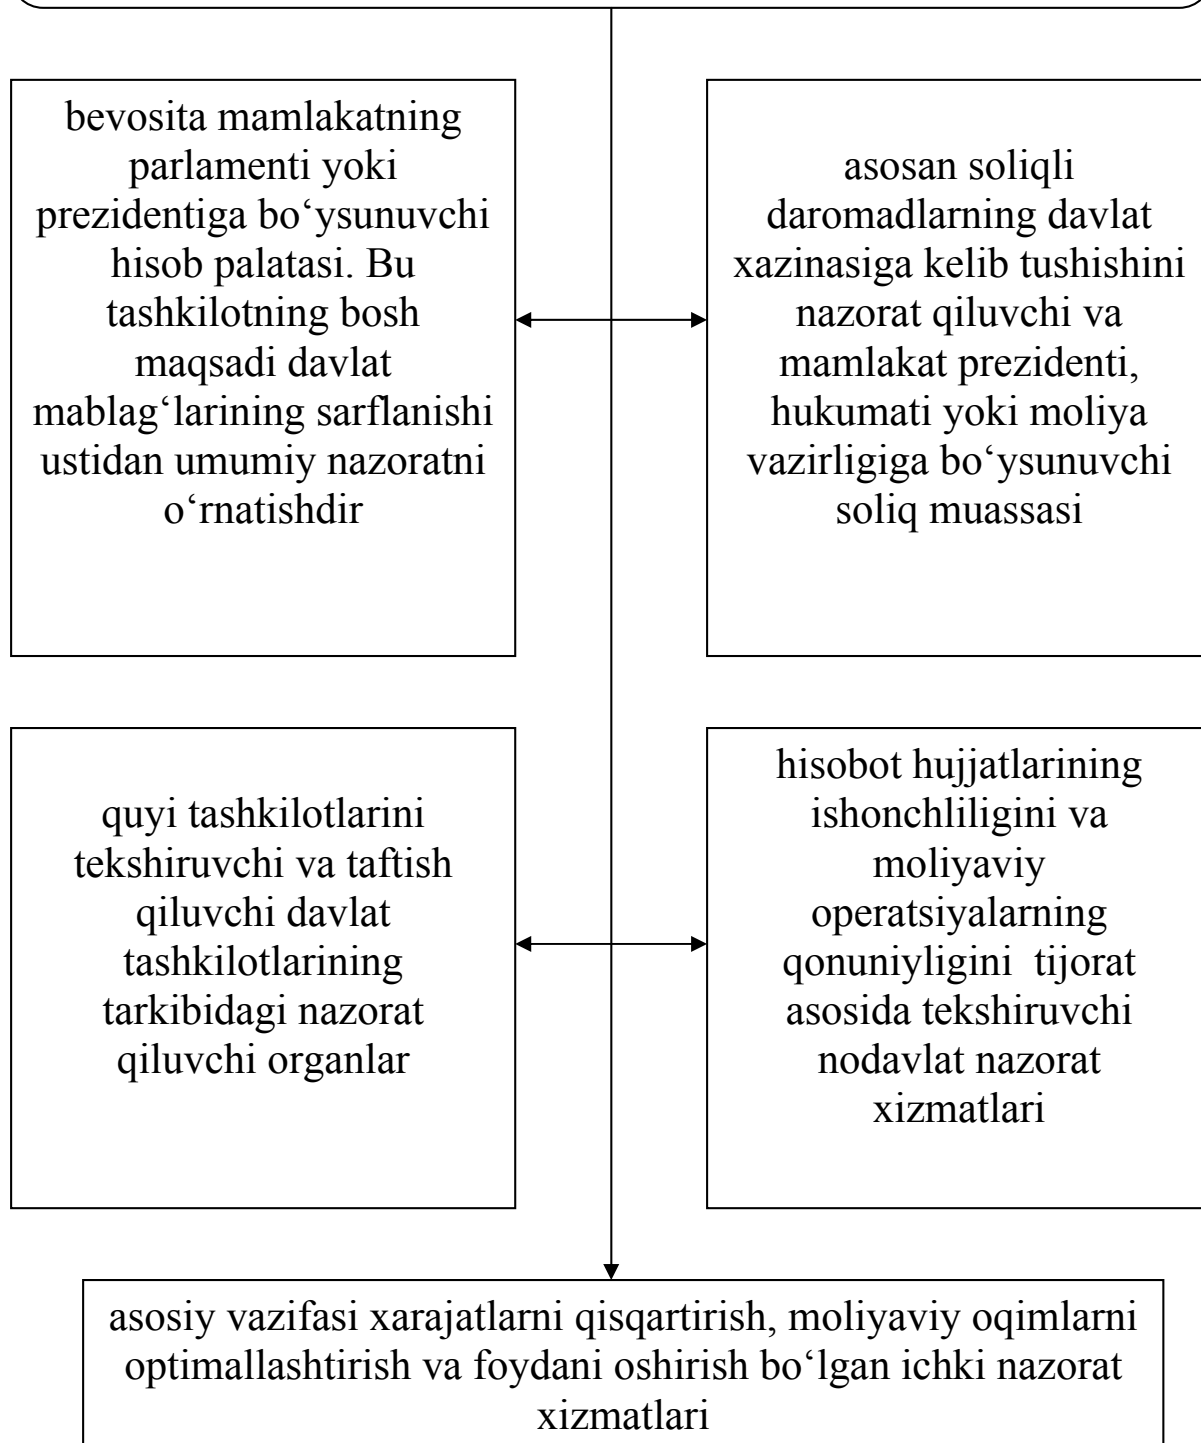 bevosita mamlakatning
parlamenti yoki
prezidentiga bo‘ysunuvchi
hisob palatasi. Bu
tashkilotning bosh
maqsadi davlat
mablag‘larining sarflanishi
ustidan umumiy nazoratni
o‘rnatishdir
asosan soliqli
daromadlarning davlat
xazinasiga kelib tushishini
nazorat qiluvchi va
mamlakat prezidenti,
hukumati yoki moliya
vazirligiga bo‘ysunuvchi
soliq muassasi
quyi tashkilotlarini
tekshiruvchi va taftish
qiluvchi davlat
tashkilotlarining
tarkibidagi nazorat
qiluvchi organlar
hisobot hujjatlarining
ishonchliligini va
moliyaviy
operatsiyalarning
qonuniyligini  tijorat
asosida tekshiruvchi
nodavlat nazorat
xizmatlari
asosiy vazifasi xarajatlarni qisqartirish, moliyaviy oqimlarni
optimallashtirish va foydani oshirish bo‘lgan ichki nazorat
xizmatlari